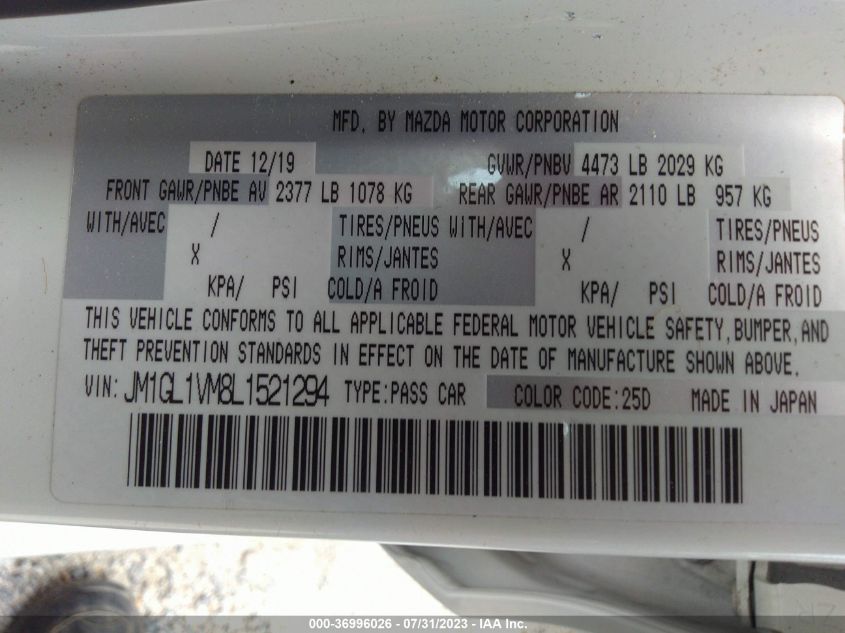 MFD. BY MAZDA MOTOR CORPORATION
DATE 12/19 GVWR/PNBV 4473 LB 2029 KG
FRONT GAWR/PNBE AV 2377 LB 1078 KG REAR GAWR/PNBE AR 2110 LB 957 KG
WITH/AVEC / TIRES/PNEUS WITH/AVEC / TIRES/PNEUS
X RIMS/JANTES X RIMS/JANTES
KPA/ PSI COLD/A FROID KPA/ PSI COLD/A FROID
THIS VEHICLE CONFORMS TO ALL APPLICABLE FEDERAL MOTOR VEHICLE SAFETY, BUMPER, AND
THEFT PREVENTION STANDARDS IN EFFECT ON THE DATE OF MANUFACTURE SHOWN ABOVE.
VIN: JM1GL1VM8L1521294 TYPE: PASS CAR COLOR CODE: 25D MADE IN JAPAN
000-36996026 - 07/31/2023 - IAA Inc.